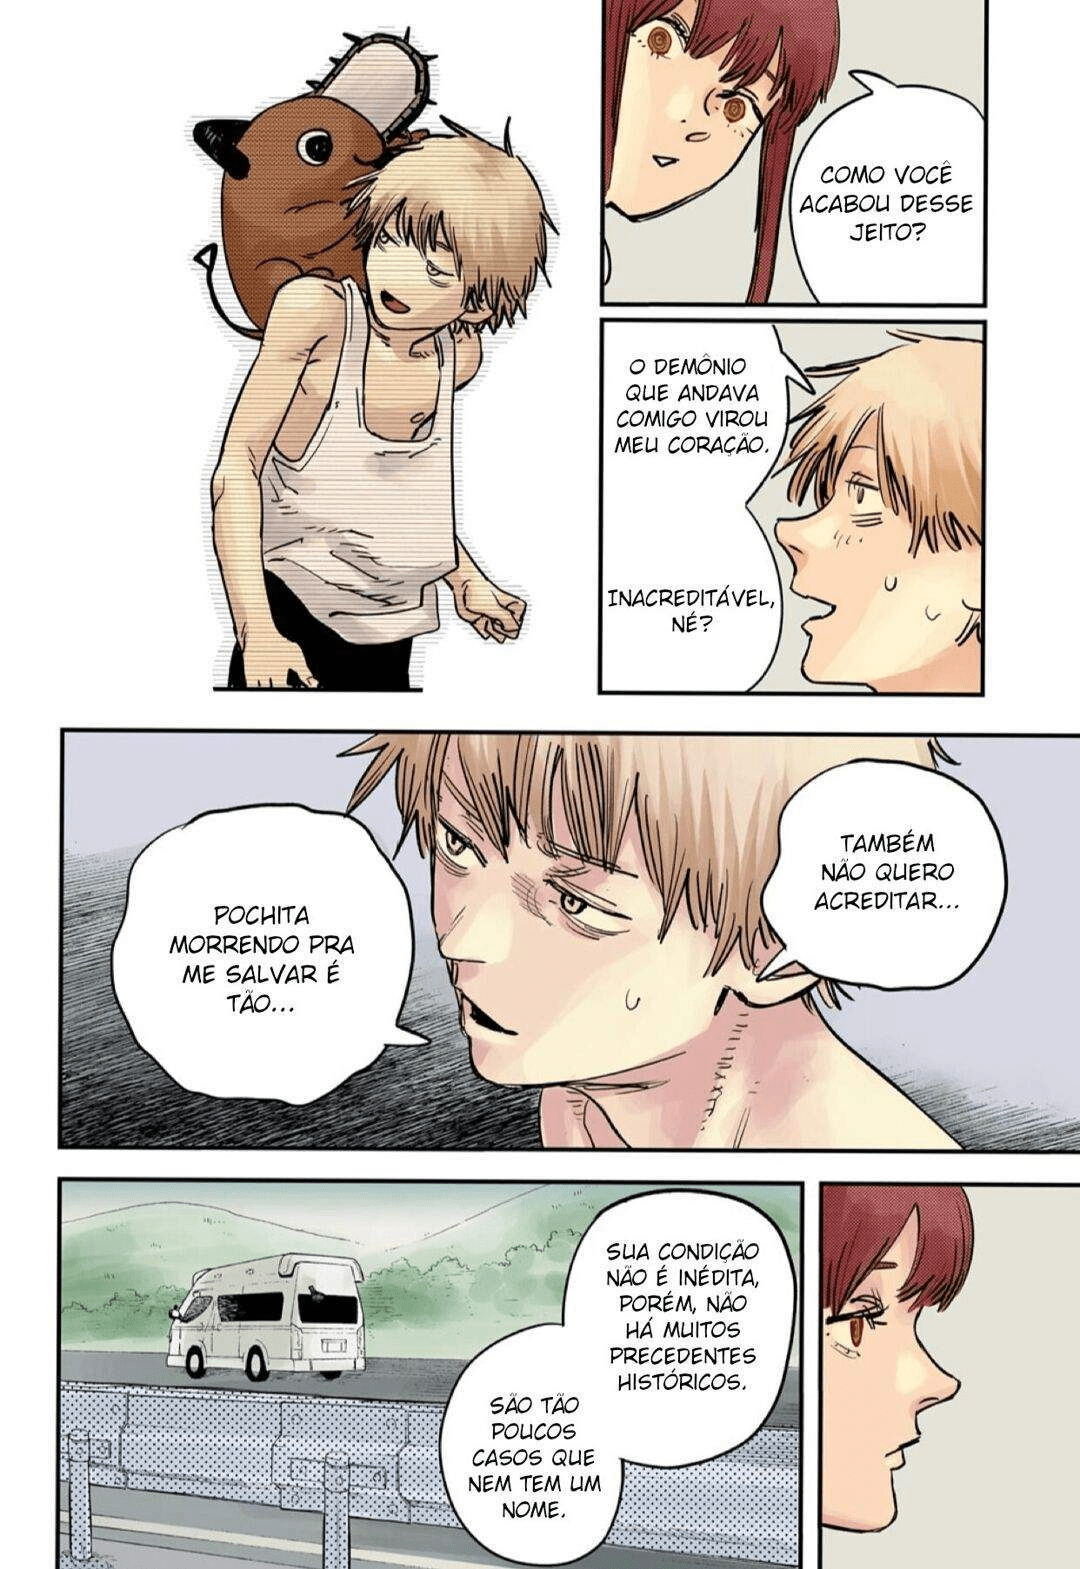 COMO VOCÊ
ACABOU DESSE
JEITO?
O DEMÔNIO
QUE ANDAVA
COMIGO VIROU
MEU CORAÇÃO.
INACREDITÁVEL,
NÉ?
TAMBÉM
NÃO QUERO
ACREDITAR...
POCHITA
MORRENDO PRA
ME SALVAR É
TÃO...
SUA CONDIÇÃO
NÃO É INÉDITA,
PORÉM, NÃO
HÁ MUITOS
PRECEDENTES
HISTÓRICOS.
SÃO TÃO
POUCOS
CASOS QUE
NEM TEM UM
NOME.